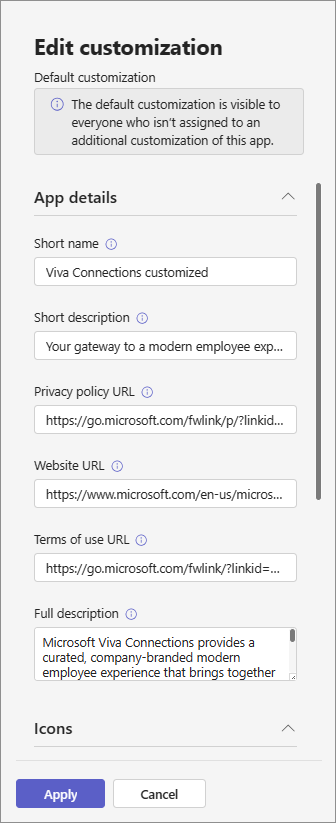 Edit customization
Default customization
The default customization is visible to
everyone who isn't assigned to an
additional customization of this app.
App details
Short name
Viva Connections customized
Short description
Your gateway to a modern employee exp...
Privacy policy URL
https://go.microsoft.com/fwlink/p/?linkid...
Website URL
https://www.microsoft.com/en-us/micros...
Terms of use URL
https://go.microsoft.com/fwlink/?linkid=...
Full description
Microsoft Viva Connections provides a
curated, company-branded modern
employee experience that brings together
Icons
Apply
Cancel